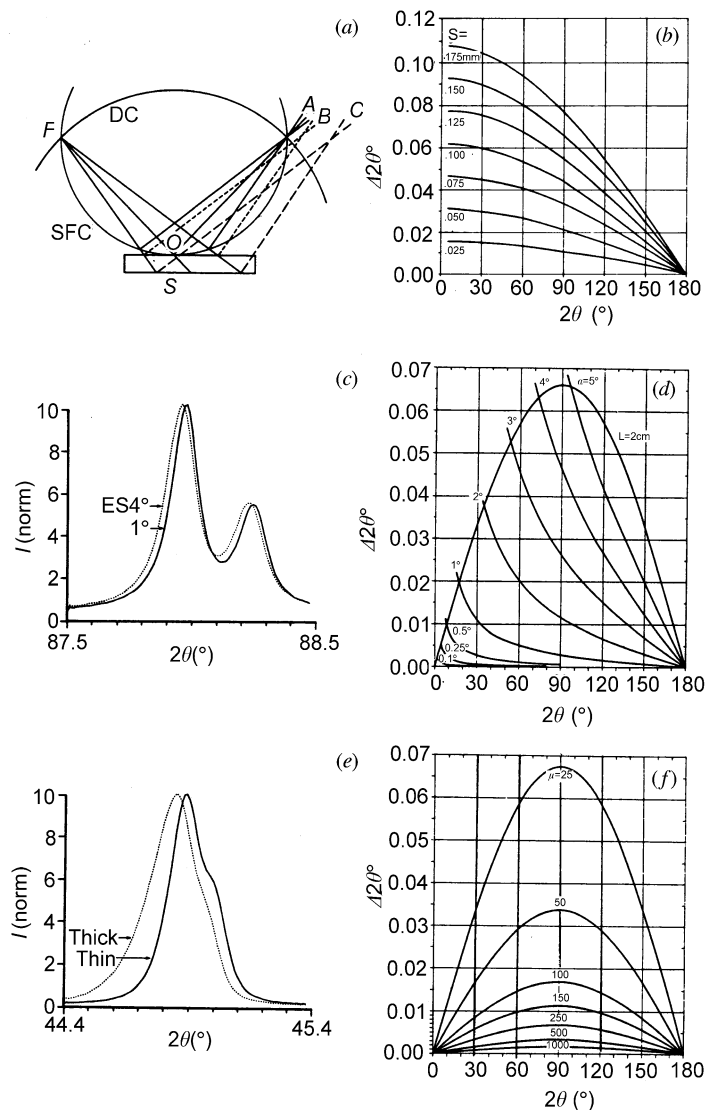 (a)
DC
F
A
B
C
SFC
O
S
(b)
0.12
0.10
0.08
0.06
0.04
0.02
0.00
S=
.175mm
.150
.125
.100
.075
.050
.025
Δ2θ°
0 30 60 90 120 150 180
2θ (°)
(c)
10
8
6
4
2
0
I (norm)
ES4°
1°
87.5 88.5
2θ(°)
(d)
0.07
0.06
0.05
0.04
0.03
0.02
0.01
0.00
Δ2θ°
4° α=5°
3°
L=2cm
2°
1°
0.5°
0.25°
0.1°
0 30 60 90 120 150 180
2θ (°)
(e)
10
8
6
4
2
0
I (norm)
Thick
Thin
44.4 45.4
2θ(°)
(f)
0.07
0.06
0.05
0.04
0.03
0.02
0.01
0.00
Δ2θ°
μ=25
50
100
150
250
500
1000
0 30 60 90 120 150 180
2θ (°)